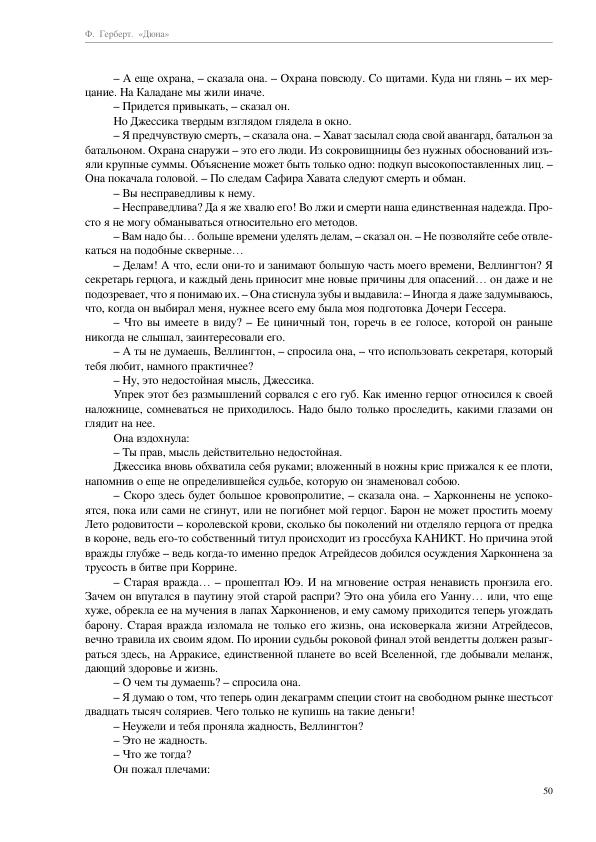 Ф. Герберт. «Дюна»
– А еще охрана, – сказала она. – Охрана повсюду. Со щитами. Куда ни глянь – их мер-
цание. На Каладане мы жили иначе.
– Придется привыкать, – сказал он.
Но Джессика твердым взглядом глядела в окно.
– Я предчувствую смерть, – сказала она. – Хават засылал сюда свой авангард, батальон за
батальоном. Охрана снаружи – это его люди. Из сокровищницы без нужных обоснований изъ-
яли крупные суммы. Объяснение может быть только одно: подкуп высокопоставленных лиц. –
Она покачала головой. – По следам Сафира Хавата следуют смерть и обман.
– Вы несправедливы к нему.
– Несправедлива? Да я же хвалю его! Во лжи и смерти наша единственная надежда. Про-
сто я не могу обманываться относительно его методов.
– Вам надо бы… больше времени уделять делам, – сказал он. – Не позволяйте себе отвле-
каться на подобные скверные…
– Делам! А что, если они-то и занимают большую часть моего времени, Веллингтон? Я
секретарь герцога, и каждый день приносит мне новые причины для опасений… он даже и не
подозревает, что я понимаю их. – Она стиснула зубы и выдавила: – Иногда я даже задумываюсь,
что, когда он выбирал меня, нужнее всего ему была моя подготовка Дочери Гессера.
– Что вы имеете в виду? – Ее циничный тон, горечь в ее голосе, которой он раньше
никогда не слышал, заинтересовали его.
– А ты не думаешь, Веллингтон, – спросила она, – что использовать секретаря, который
тебя любит, намного практичнее?
– Ну, это недостойная мысль, Джессика.
Упрек этот без размышлений сорвался с его губ. Как именно герцог относился к своей
наложнице, сомневаться не приходилось. Надо было только проследить, какими глазами он
глядит на нее.
Она вздохнула:
– Ты прав, мысль действительно недостойная.
Джессика вновь обхватила себя руками; вложенный в ножны крис прижался к ее плоти,
напомнив о еще не определившейся судьбе, которую он знаменовал собою.
– Скоро здесь будет большое кровопролитие, – сказала она. – Харконнены не успоко-
ятся, пока или сами не сгинут, или не погибнет мой герцог. Барон не может простить моему
Лето родовитости – королевской крови, сколько бы поколений ни отделяло герцога от предка
в короне, ведь его-то собственный титул происходит из гроссбуха КАНИКТ. Но причина этой
вражды глубже – ведь когда-то именно предок Атрейдесов добился осуждения Харконнена за
трусость в битве при Коррине.
– Старая вражда… – прошептал Юэ. И на мгновение острая ненависть пронзила его.
Зачем он впутался в паутину этой старой распри? Это она убила его Уанну… или, что еще
хуже, обрекла ее на мучения в лапах Харконненов, и ему самому приходится теперь угождать
барону. Старая вражда изломала не только его жизнь, она исковеркала жизни Атрейдесов,
вечно травила их своим ядом. По иронии судьбы роковой финал этой вендетты должен разыг-
раться здесь, на Арракисе, единственной планете во всей Вселенной, где добывали меланж,
дающий здоровье и жизнь.
– О чем ты думаешь? – спросила она.
– Я думаю о том, что теперь один декаграмм специи стоит на свободном рынке шестьсот
двадцать тысяч соляриев. Чего только не купишь на такие деньги!
– Неужели и тебя проняла жадность, Веллингтон?
– Это не жадность.
– Что же тогда?
Он пожал плечами:
50